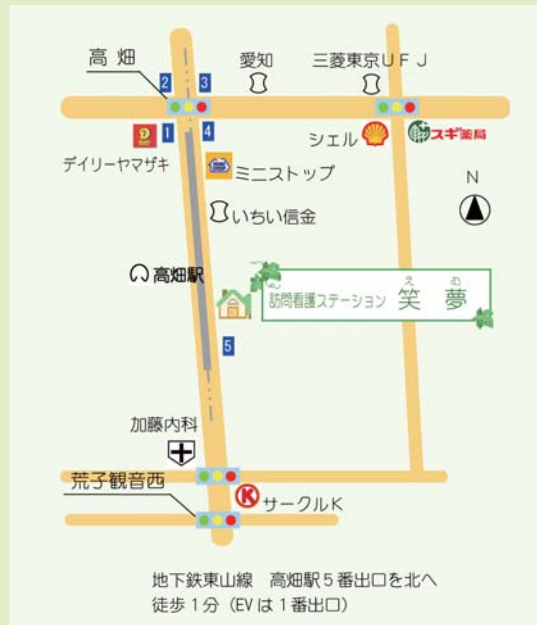 高畑
2
3
愛知
三菱東京UFJ
1
4
デイリーヤマザキ
シェル
スギ薬局
ミニストップ
N
いちい信金
高畑駅
え む
訪問看護ステーション 笑 夢
5
加藤内科
荒子観音西
K
サークルK
地下鉄東山線 高畑駅5番出口を北へ
徒歩1分(EVは1番出口)